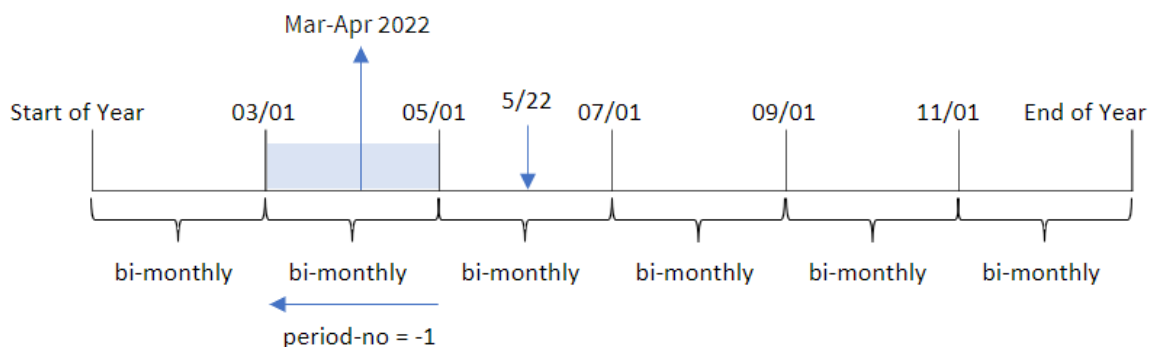 Mar-Apr 2022
Start of Year 03/01 05/01 5/22 07/01 09/01 11/01 End of Year
bi-monthly bi-monthly bi-monthly bi-monthly bi-monthly bi-monthly
period-no = -1